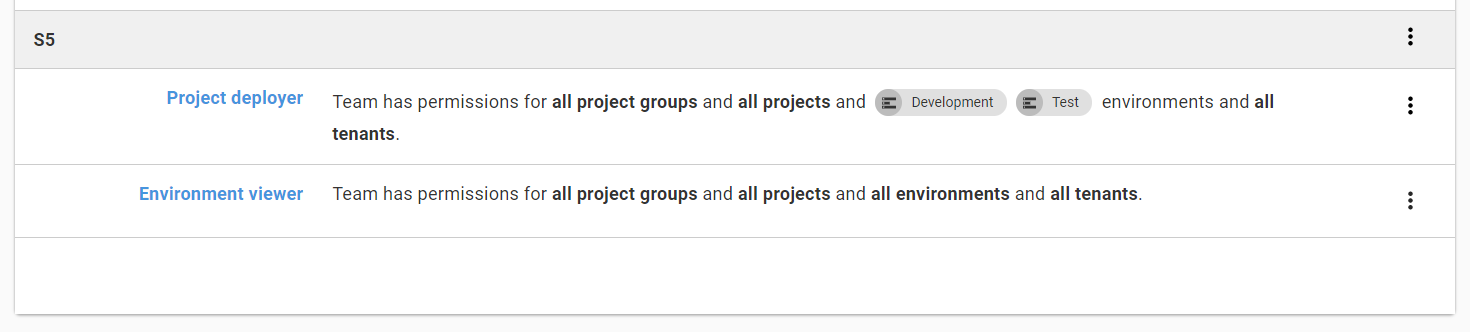 S5
Project deployer Team has permissions for all project groups and all projects and Development Test environments and all
tenants.
Environment viewer Team has permissions for all project groups and all projects and all environments and all tenants.